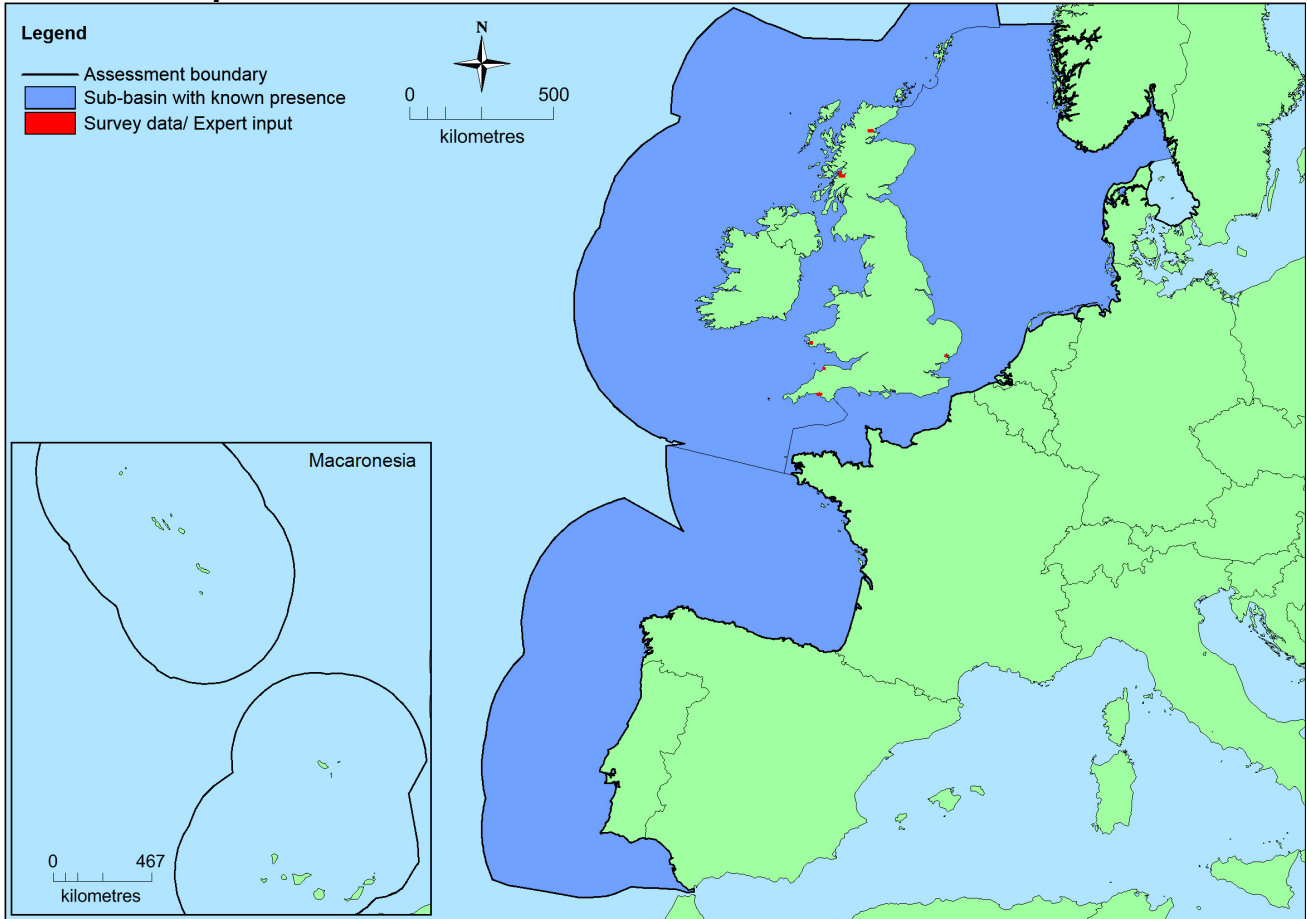 Legend
Assessment boundary
Sub-basin with known presence
Survey data/ Expert input
N
0 500
kilometres
Macaronesia
0 467
kilometres